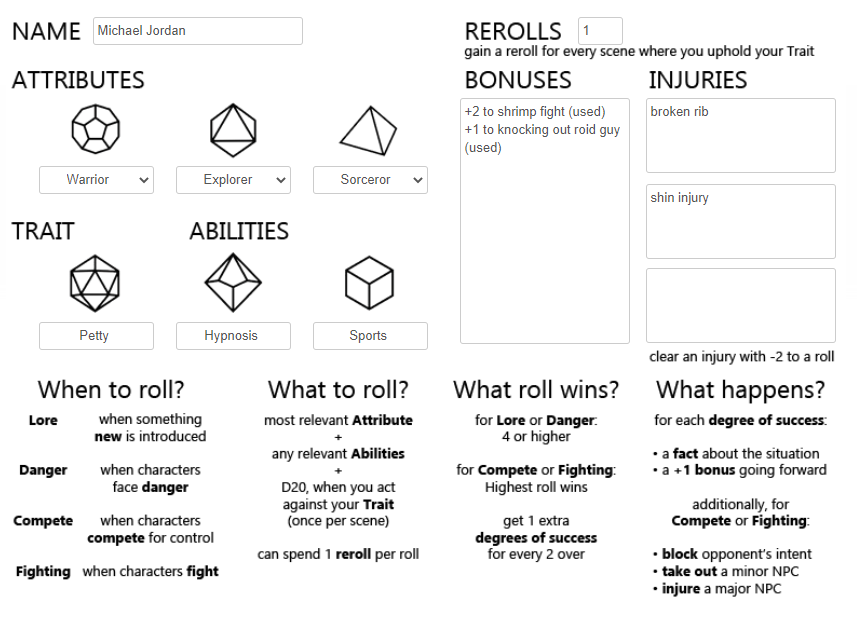 NAME Michael Jordan
REROLLS 1
gain a reroll for every scene where you uphold your Trait
ATTRIBUTES
Warrior Explorer Sorceror
TRAIT ABILITIES
Petty Hypnosis Sports
BONUSES
+2 to shrimp fight (used)
+1 to knocking out roid guy
(used)
INJURIES
broken rib
shin injury
clear an injury with -2 to a roll
When to roll?
Lore when something
new is introduced
Danger when characters
face danger
Compete when characters
compete for control
Fighting when characters fight
What to roll?
most relevant Attribute
+
any relevant Abilities
+
D20, when you act
against your Trait
(once per scene)
can spend 1 reroll per roll
What roll wins?
for Lore or Danger:
4 or higher
for Compete or Fighting:
Highest roll wins
get 1 extra
degrees of success
for every 2 over
What happens?
for each degree of success:
• a fact about the situation
• a +1 bonus going forward
additionally, for
Compete or Fighting:
• block opponent's intent
• take out a minor NPC
• injure a major NPC